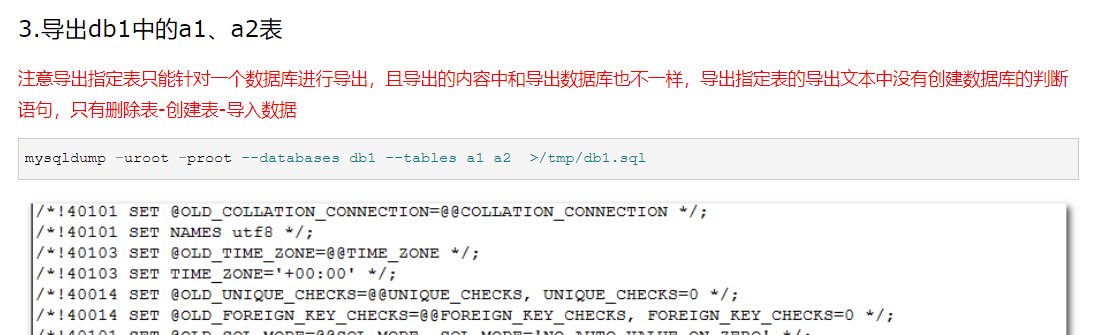 3.导出db1中的a1、a2表
注意导出指定表只能针对一个数据库进行导出，且导出的内容中和导出数据库也不一样，导出指定表的导出文本中没有创建数据库的判断
语句，只有删除表-创建表-导入数据
mysqldump -uroot -proot --databases db1 --tables a1 a2  >/tmp/db1.sql
/*!40101 SET @OLD_COLLATION_CONNECTION=@@COLLATION_CONNECTION */;
/*!40101 SET NAMES utf8 */;
/*!40103 SET @OLD_TIME_ZONE=@@TIME_ZONE */;
/*!40103 SET TIME_ZONE='+00:00' */;
/*!40014 SET @OLD_UNIQUE_CHECKS=@@UNIQUE_CHECKS, UNIQUE_CHECKS=0 */;
/*!40014 SET @OLD_FOREIGN_KEY_CHECKS=@@FOREIGN_KEY_CHECKS, FOREIGN_KEY_CHECKS=0 */;
/*!40101 SET @OLD_SQL_MODE=@@SQL_MODE, SQL_MODE='NO_AUTO_VALUE_ON_ZERO' */;